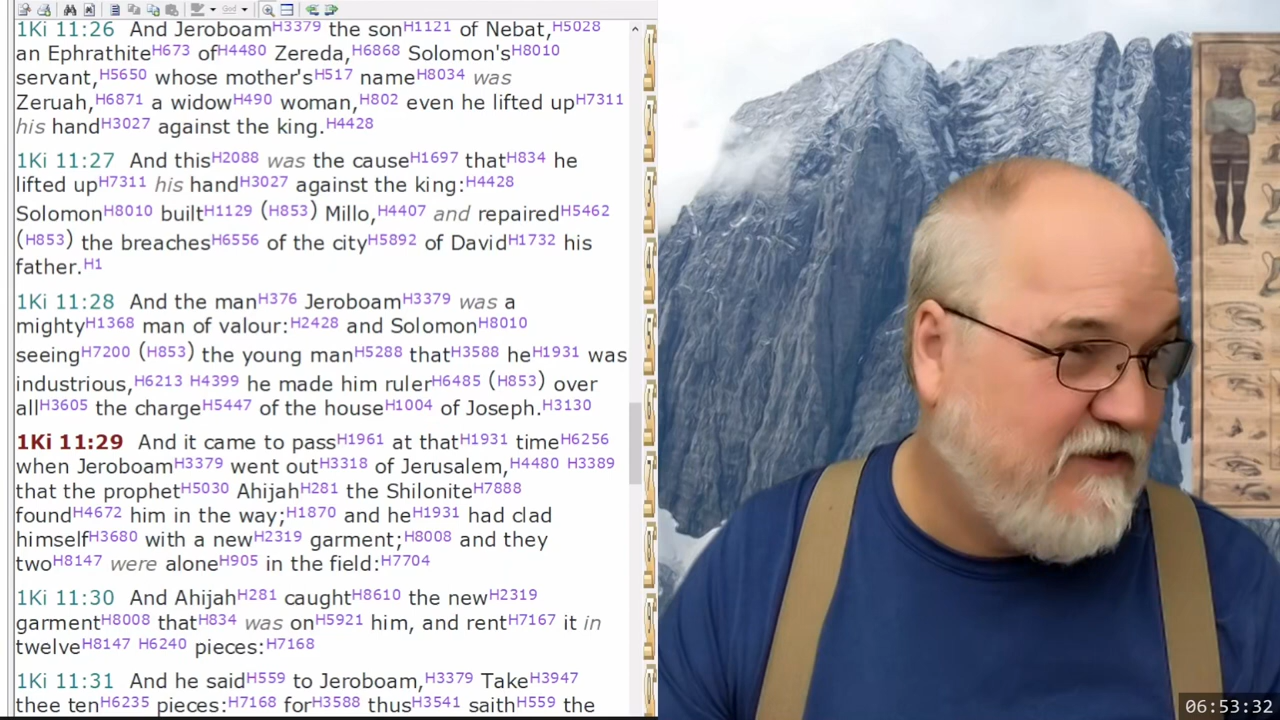 1Ki 11:26 And JeroboamH3379 the sonH1121 of Nebat,H5028
an EphrathiteH673 ofH4480 Zereda,H6868 Solomon'sH8010
servant,H5650 whose mother'sH517 nameH8034 was
Zeruah,H6871 a widowH490 woman,H802 even he lifted upH7311
his handH3027 against the king.H4428
1Ki 11:27 And thisH2088 was the causeH1697 thatH834 he
lifted upH7311 his handH3027 against the king:H4428
SolomonH8010 builtH1129 (H853) Millo,H4407 and repairedH5462
(H853) the breachesH6556 of the cityH5892 of DavidH1732 his
father.H1
1Ki 11:28 And the manH376 JeroboamH3379 was a
mightyH1368 man of valour:H2428 and SolomonH8010
seeingH7200 (H853) the young manH5288 thatH3588 heH1931 was
industrious,H6213 H4399 he made him rulerH6485 (H853) over
allH3605 the chargeH5447 of the houseH1004 of Joseph.H3130
1Ki 11:29 And it came to passH1961 at thatH1931 timeH6256
when JeroboamH3379 went outH3318 of Jerusalem,H4480 H3389
that the prophetH5030 AhijahH281 the ShiloniteH7888
foundH4672 him in the way;H1870 and heH1931 had clad
himselfH3680 with a newH2319 garment;H8008 and they
twoH8147 were aloneH905 in the field:H7704
1Ki 11:30 And AhijahH281 caughtH8610 the newH2319
garmentH8008 thatH834 was onH5921 him, and rentH7167 it in
twelveH8147 H6240 pieces:H7168
1Ki 11:31 And he saidH559 to Jeroboam,H3379 TakeH3947
thee tenH6235 pieces:H7168 forH3588 thusH3541 saithH559 the
06:53:32